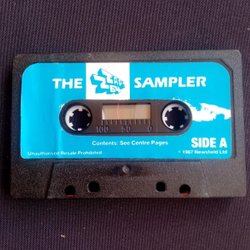 THE SAMPLER
100 50 0
Contents: See Centre Pages
SIDE A
Unauthorised Resale Prohibited
© 1987 Newsfield Ltd